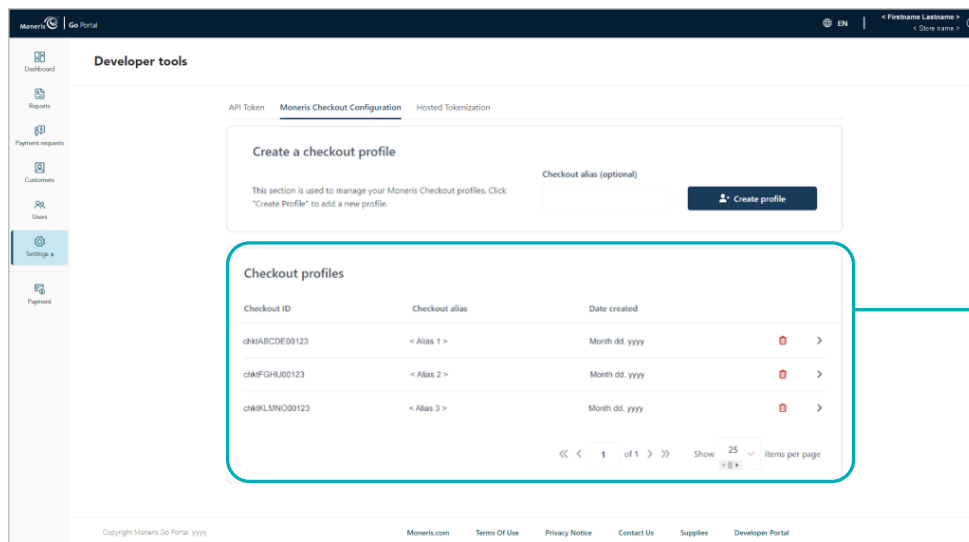 Moneris Go Portal
EN
< Firstname Lastname >
< Store name >
Dashboard
Reports
Payment requests
Customers
Users
Settings
Payment
Developer tools
API Token Moneris Checkout Configuration Hosted Tokenization
Create a checkout profile
This section is used to manage your Moneris Checkout profiles. Click
"Create Profile" to add a new profile.
Checkout alias (optional)
Create profile
Checkout profiles
Checkout ID Checkout alias Date created
chktABCDE00123 < Alias 1 > Month dd, yyyy
chktFGHIJ00123 < Alias 2 > Month dd, yyyy
chktKLMNO00123 < Alias 3 > Month dd, yyyy
1 of 1 Show 25 items per page
Copyright Moneris Go Portal yyyy Moneris.com Terms Of Use Privacy Notice Contact Us Supplies Developer Portal